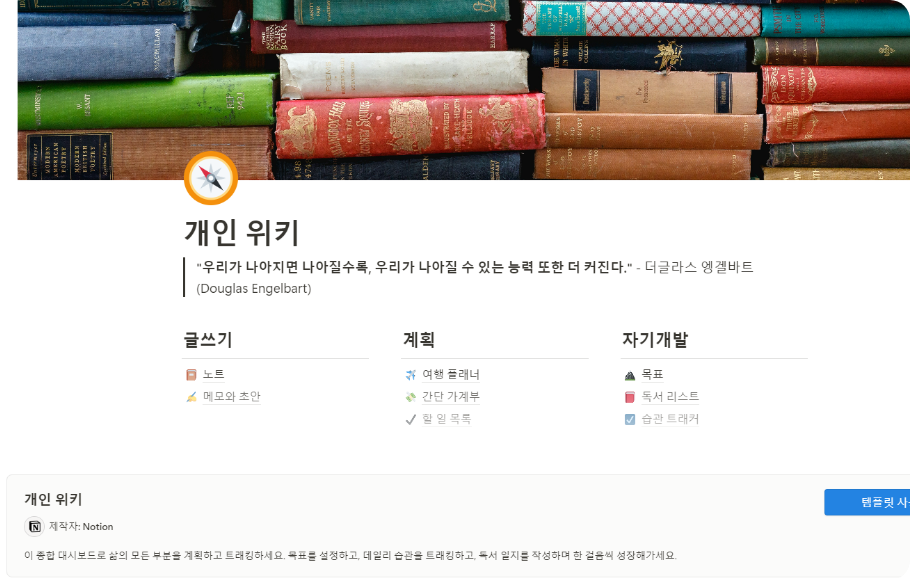 MACMILLAN
BOOK
MODERN
AMERICAN
POETRY
MODERN
BRITISH
POETRY
개인 위키
"우리가 나아지면 나아질수록, 우리가 나아질 수 있는 능력 또한 더 커진다." - 더글라스 엥겔바트
(Douglas Engelbart)
글쓰기
노트
메모와 초안
계획
여행 플래너
간단 가계부
할 일 목록
자기개발
목표
독서 리스트
습관 트래커
개인 위키
템플릿 사
제작자: Notion
이 종합 대시보드로 삶의 모든 부분을 계획하고 트래킹하세요. 목표를 설정하고, 데일리 습관을 트래킹하고, 독서 일지를 작성하며 한 걸음씩 성장해가세요.